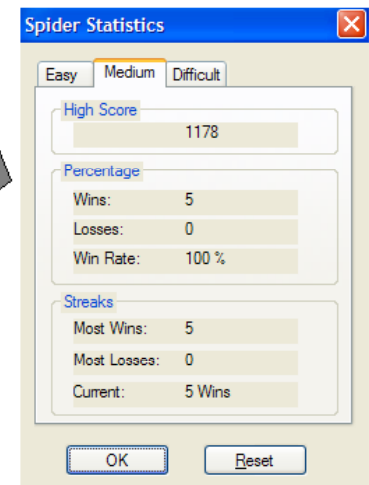 Spider Statistics
Easy Medium Difficult
High Score
1178
Percentage
Wins: 5
Losses: 0
Win Rate: 100 %
Streaks
Most Wins: 5
Most Losses: 0
Current: 5 Wins
OK Reset